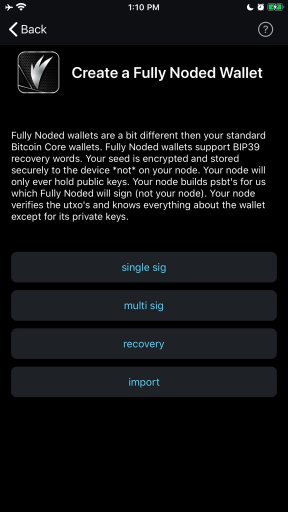 1:10 PM
Back
?
Create a Fully Noded Wallet
Fully Noded wallets are a bit different then your standard
Bitcoin Core wallets. Fully Noded wallets support BIP39
recovery words. Your seed is encrypted and stored
securely to the device *not* on your node. Your node will
only ever hold public keys. Your node builds psbt's for us
which Fully Noded will sign (not your node). Your node
verifies the utxo's and knows everything about the wallet
except for its private keys.
single sig
multi sig
recovery
import